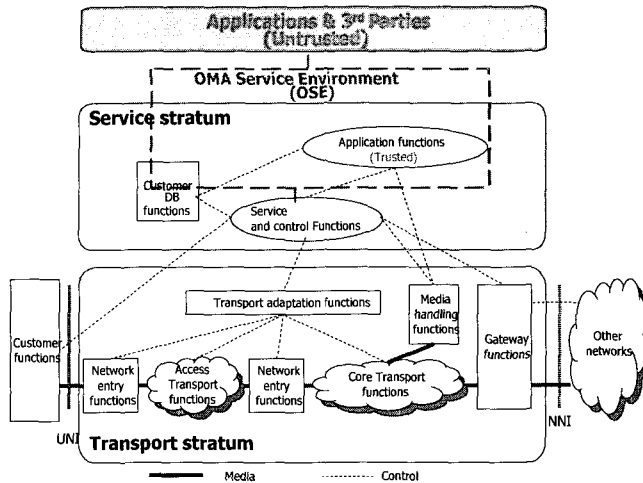 Applications & 3rd Parties
(Untrusted)
OMA Service Environment
(OSE)
Service stratum
Application functions
(Trusted)
Customer
DB
functions
Service
and control Functions
Transport adaptation functions
Media
handling
functions
Customer
functions
Gateway
functions
Other
networks
Network
entry
functions
Access
Transport
functions
Network
entry
functions
Core Transport
functions
UNI
NNI
Transport stratum
Media
Control